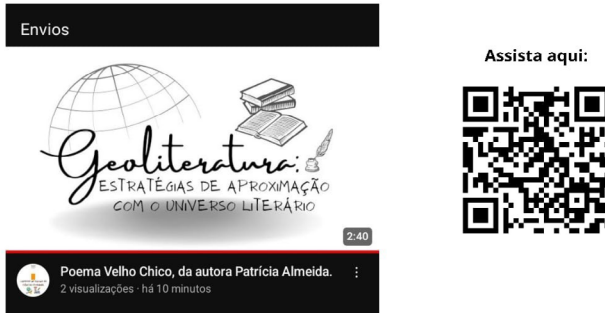 Envios
Geoliteratura:
ESTRATÉGIAS DE APROXIMAÇÃO
COM O UNIVERSO LITERÁRIO
2:40
Poema Velho Chico, da autora Patrícia Almeida.
2 visualizações · há 10 minutos
Assista aqui: